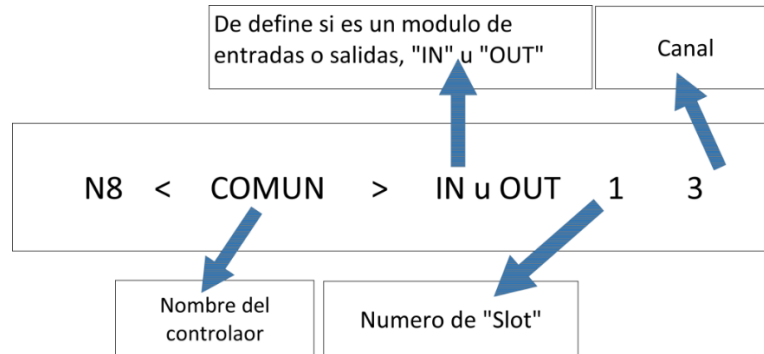 De define si es un modulo de
entradas o salidas, "IN" u "OUT"
Canal
N8 < COMUN > IN u OUT 1 3
Nombre del
controlaor
Numero de "Slot"